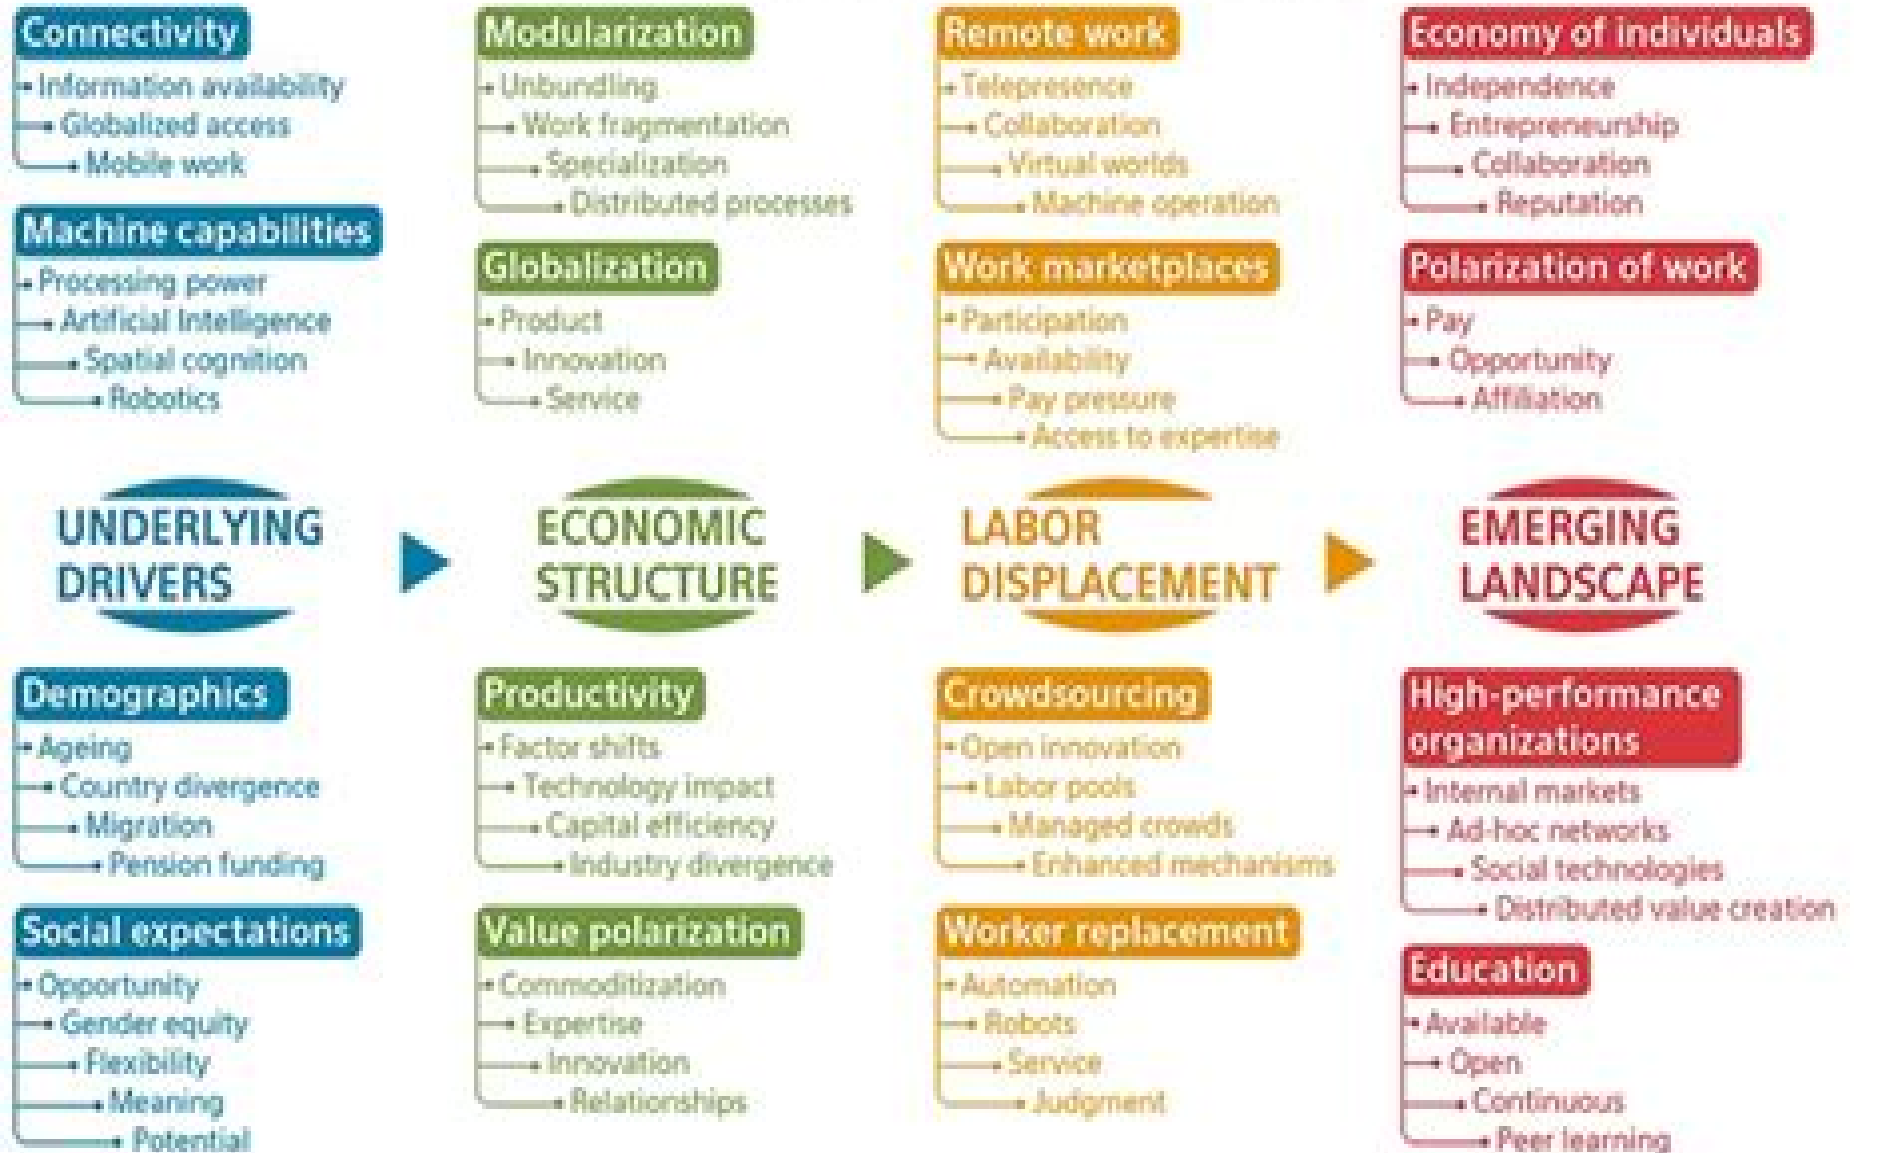 Connectivity
Information availability
Globalized access
Mobile work
Machine capabilities
Processing power
Artificial Intelligence
Spatial cognition
Robotics
UNDERLYING
DRIVERS
Demographics
Ageing
Country divergence
Migration
Pension funding
Social expectations
Opportunity
Gender equity
Flexibility
Meaning
Potential
Modularization
Unbundling
Work fragmentation
Specialization
Distributed processes
Globalization
Product
Innovation
Service
ECONOMIC
STRUCTURE
Productivity
Factor shifts
Technology impact
Capital efficiency
Industry divergence
Value polarization
Commoditization
Expertise
Innovation
Relationships
Remote work
Telepresence
Collaboration
Virtual worlds
Machine operation
Work marketplaces
Participation
Availability
Pay pressure
Access to expertise
LABOR
DISPLACEMENT
Crowdsourcing
Open innovation
Labor pools
Managed crowds
Enhanced mechanisms
Worker replacement
Automation
Robots
Service
Judgment
Economy of individuals
Independence
Entrepreneurship
Collaboration
Reputation
Polarization of work
Pay
Opportunity
Affiliation
EMERGING
LANDSCAPE
High-performance
organizations
Internal markets
Ad-hoc networks
Social technologies
Distributed value creation
Education
Available
Open
Continuous
Peer learning